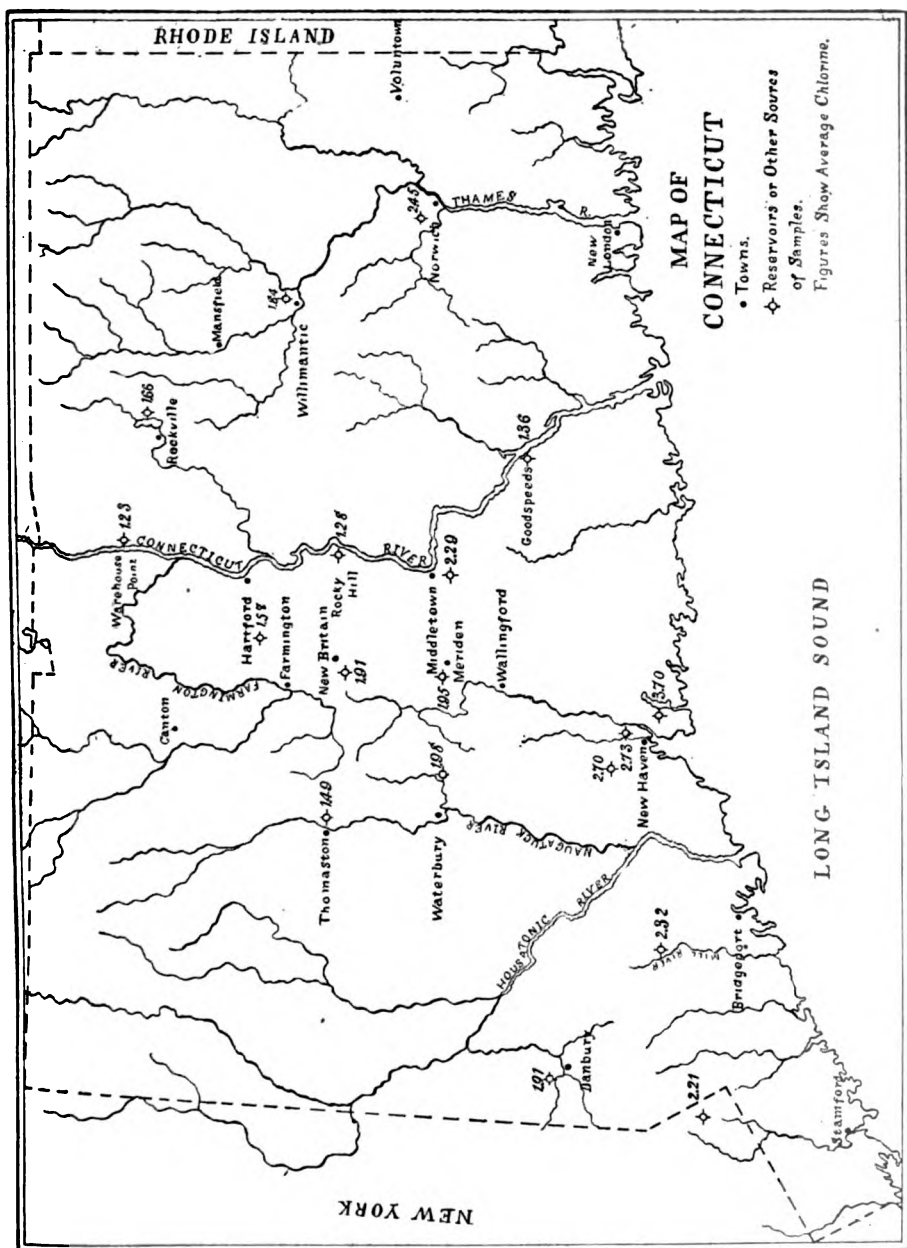 RHODE ISLAND
Voluntown
MAP OF
CONNECTICUT
• Towns.
Reservoirs or Other Soures
of Samples.
Figures Show Average Chlorine.
THAMES
R.
2.45
Norwich
New
London
Mansfield
1.84
Willimantic
1.66
Rockville
1.36
Goodspeeds
1.23
Warehouse
Point
CONNECTICUT
RIVER
1.28
Rocky
Hill
Hartford
1.58
Farmington
FARMINGTON
RIVER
New Britain
1.91
Middletown
2.29
Meriden
1.95
Wallingford
Canton
1.98
Thomaston
1.49
Waterbury
NAUGATUCK RIVER
2.70
2.73
New Haven
13.70
HOUSATONIC
RIVER
2.32
MILL
RIVER
Bridgeport
Danbury
1.91
2.21
Stamford
NEW YORK
LONG ISLAND SOUND